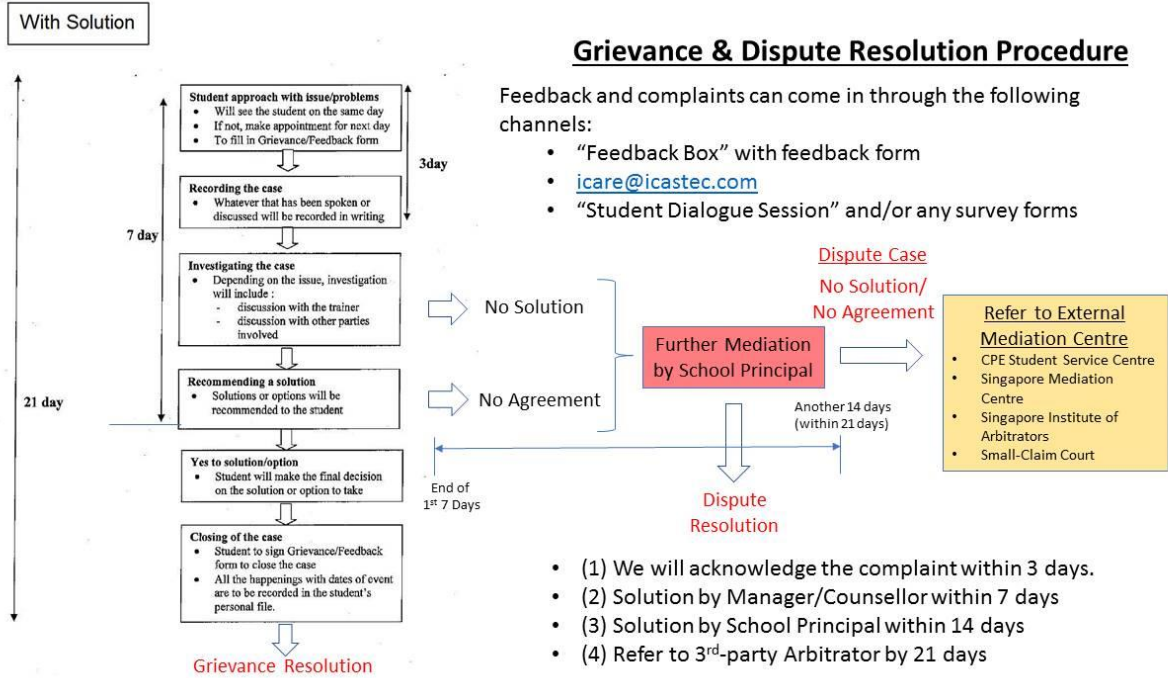 With Solution
Grievance & Dispute Resolution Procedure
Feedback and complaints can come in through the following
channels:
• “Feedback Box” with feedback form
• icare@icastec.com
• “Student Dialogue Session” and/or any survey forms
21 day
7 day
3day
Student approach with issue/problems
• Will see the student on the same day
• If not, make appointment for next day
• To fill in Grievance/Feedback form
Recording the case
• Whatever that has been spoken or
discussed will be recorded in writing
Investigating the case
• Depending on the issue, investigation
will include :
- discussion with the trainer
- discussion with other parties
involved
Recommending a solution
• Solutions or options will be
recommended to the student
Yes to solution/option
• Student will make the final decision
on the solution or option to take
Closing of the case
• Student to sign Grievance/Feedback
form to close the case
• All the happenings with dates of event
are to be recorded in the student's
personal file.
Grievance Resolution
No Solution
No Agreement
End of
1st 7 Days
Further Mediation
by School Principal
Another 14 days
(within 21 days)
Dispute
Resolution
Dispute Case
No Solution/
No Agreement
Refer to External
Mediation Centre
• CPE Student Service Centre
• Singapore Mediation
Centre
• Singapore Institute of
Arbitrators
• Small-Claim Court
• (1) We will acknowledge the complaint within 3 days.
• (2) Solution by Manager/Counsellor within 7 days
• (3) Solution by School Principal within 14 days
• (4) Refer to 3rd-party Arbitrator by 21 days